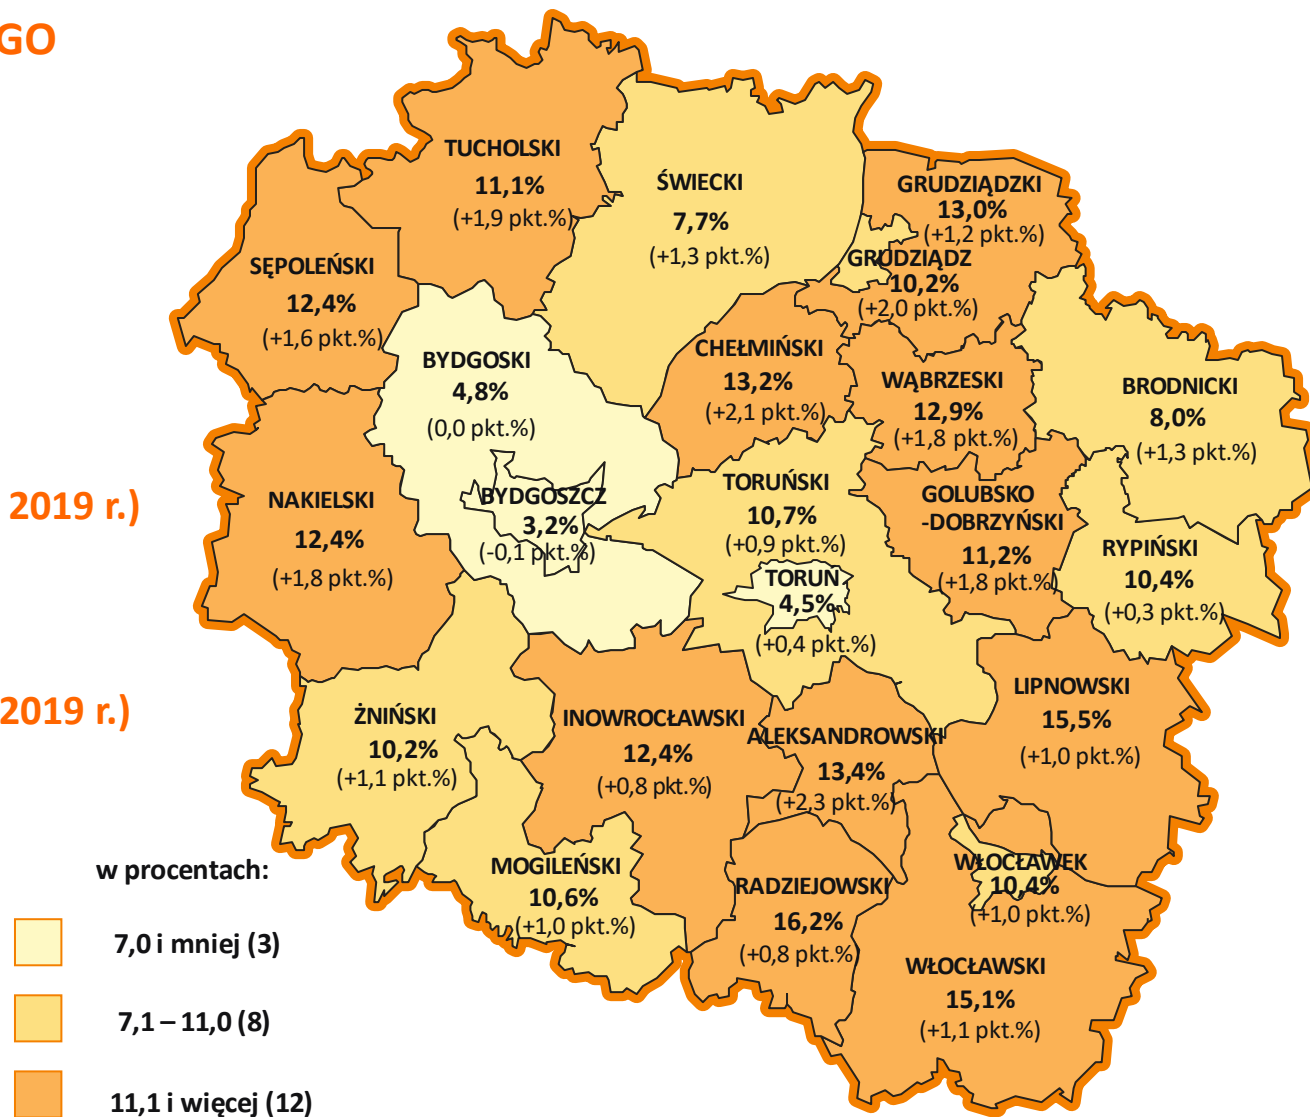 GO
TUCHOLSKI
11,1%
(+1,9 pkt.%)
ŚWIECKI
7,7%
(+1,3 pkt.%)
GRUDZIĄDZKI
13,0%
(+1,2 pkt.%)
GRUDZIĄDZ
10,2%
(+2,0 pkt.%)
SĘPOLEŃSKI
12,4%
(+1,6 pkt.%)
BYDGOSKI
4,8%
(0,0 pkt.%)
CHEŁMIŃSKI
13,2%
(+2,1 pkt.%)
WĄBRZESKI
12,9%
(+1,8 pkt.%)
BRODNICKI
8,0%
(+1,3 pkt.%)
2019 r.)
NAKIELSKI
12,4%
(+1,8 pkt.%)
BYDGOSZCZ
3,2%
(-0,1 pkt.%)
TORUŃSKI
10,7%
(+0,9 pkt.%)
TORUŃ
4,5%
(+0,4 pkt.%)
GOLUBSKO
-DOBRZYŃSKI
11,2%
(+1,8 pkt.%)
RYPIŃSKI
10,4%
(+0,3 pkt.%)
2019 r.)
ŻNIŃSKI
10,2%
(+1,1 pkt.%)
INOWROCŁAWSKI
12,4%
(+0,8 pkt.%)
ALEKSANDROWSKI
13,4%
(+2,3 pkt.%)
LIPNOWSKI
15,5%
(+1,0 pkt.%)
MOGILEŃSKI
10,6%
(+1,0 pkt.%)
RADZIEJOWSKI
16,2%
(+0,8 pkt.%)
WŁOCŁAWEK
10,4%
(+1,0 pkt.%)
WŁOCŁAWSKI
15,1%
(+1,1 pkt.%)
w procentach:
7,0 i mniej (3)
7,1 – 11,0 (8)
11,1 i więcej (12)